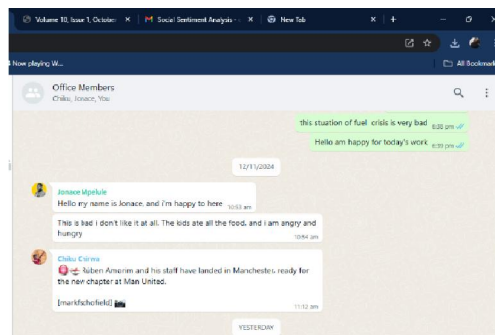 Volume 10, Issue 1, October
Social Sentiment Analysis -
New Tab
Now playing W...
All Bookmark
Office Members
Chiku, Jonace, You
this stuation of fuel crisis is very bad 6:38 pm
Hello am happy for today's work 6:39 pm
12/11/2024
Jonace Mpelule
Hello my name is Jonace, and i'm happy to here 10:53 am
This is bad i don't like it at all. The kids ate all the food, and i am angry and
hungry
10:54 am
Chiku
Rúben Amorim and his staff have landed in Manchester, ready for
the new chapter at Man United.
[markfschofield]
11:12 am
YESTERDAY